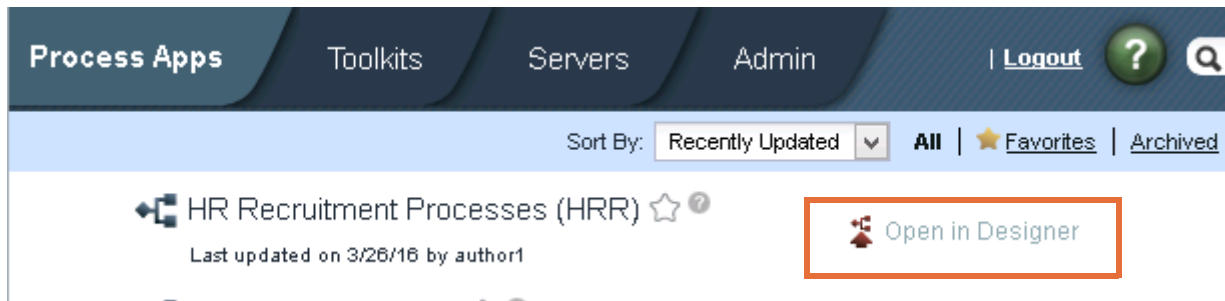 Process Apps Toolkits Servers Admin | Logout ?
Sort By: Recently Updated All | Favorites | Archived
HR Recruitment Processes (HRR) ? Open in Designer
Last updated on 3/26/16 by author1